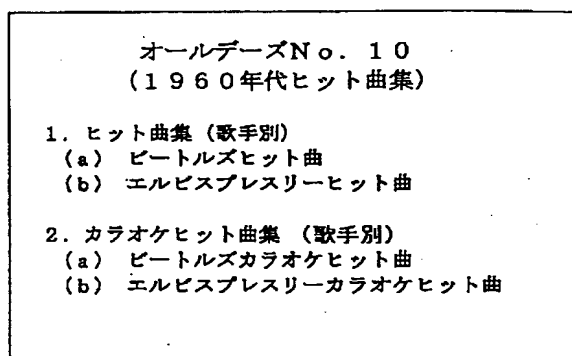 オールデーズNo.10
(1960年代ヒット曲集)
1.ヒット曲集(歌手別)
(a) ビートルズヒット曲
(b) エルビスプレスリーヒット曲
2.カラオケヒット曲集 (歌手別)
(a) ビートルズカラオケヒット曲
(b) エルビスプレスリーカラオケヒット曲